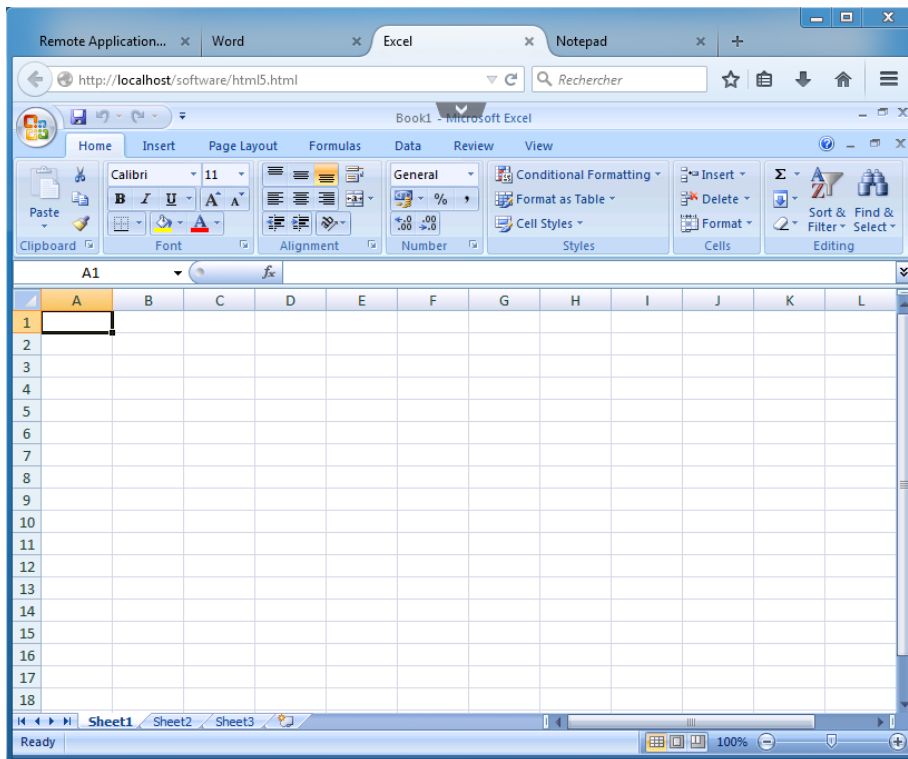 Remote Application... Word Excel Notepad
http://localhost/software/html5.html Rechercher
Book1 - Microsoft Excel
Home Insert Page Layout Formulas Data Review View
Calibri 11 General Conditional Formatting Insert Σ
Paste B I U A A % , Format as Table Delete Sort & Filter Find & Select
A .00 .00 Cell Styles Format
Clipboard Font Alignment Number Styles Cells Editing
A1 fx
A B C D E F G H I J K L
1
2
3
4
5
6
7
8
9
10
11
12
13
14
15
16
17
18
Sheet1 Sheet2 Sheet3
Ready 100%